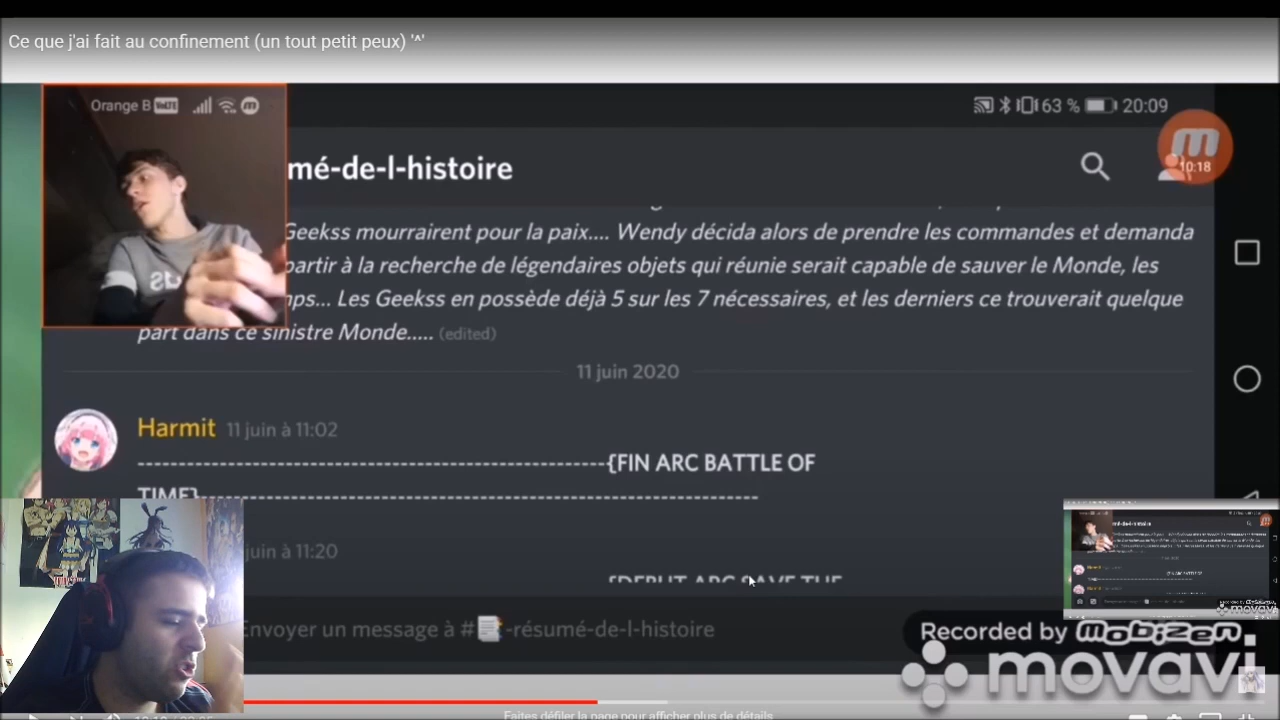 Ce que j'ai fait au confinement (un tout petit peux) '^'
Orange B VoLTE
63 % 20:09
mé-de-l-histoire
10:18
Geekss mourrairent pour la paix.... Wendy décida alors de prendre les commandes et demanda
partir à la recherche de légendaires objets qui réunie serait capable de sauver le Monde, les
mps... Les Geekss en possède déjà 5 sur les 7 nécessaires, et les derniers ce trouverait quelque
part dans ce sinistre Monde..... (edited)
11 juin 2020
Harmit 11 juin à 11:02
---------------------------------------------------------{FIN ARC BATTLE OF
TIME}--------------------------------------------------------------------
juin à 11:20
{DEBUT ARC SAVE THE
Envoyer un message à #📑-résumé-de-l-histoire
Recorded by mobizen.
movavi
Faites défiler la page pour afficher plus de détails